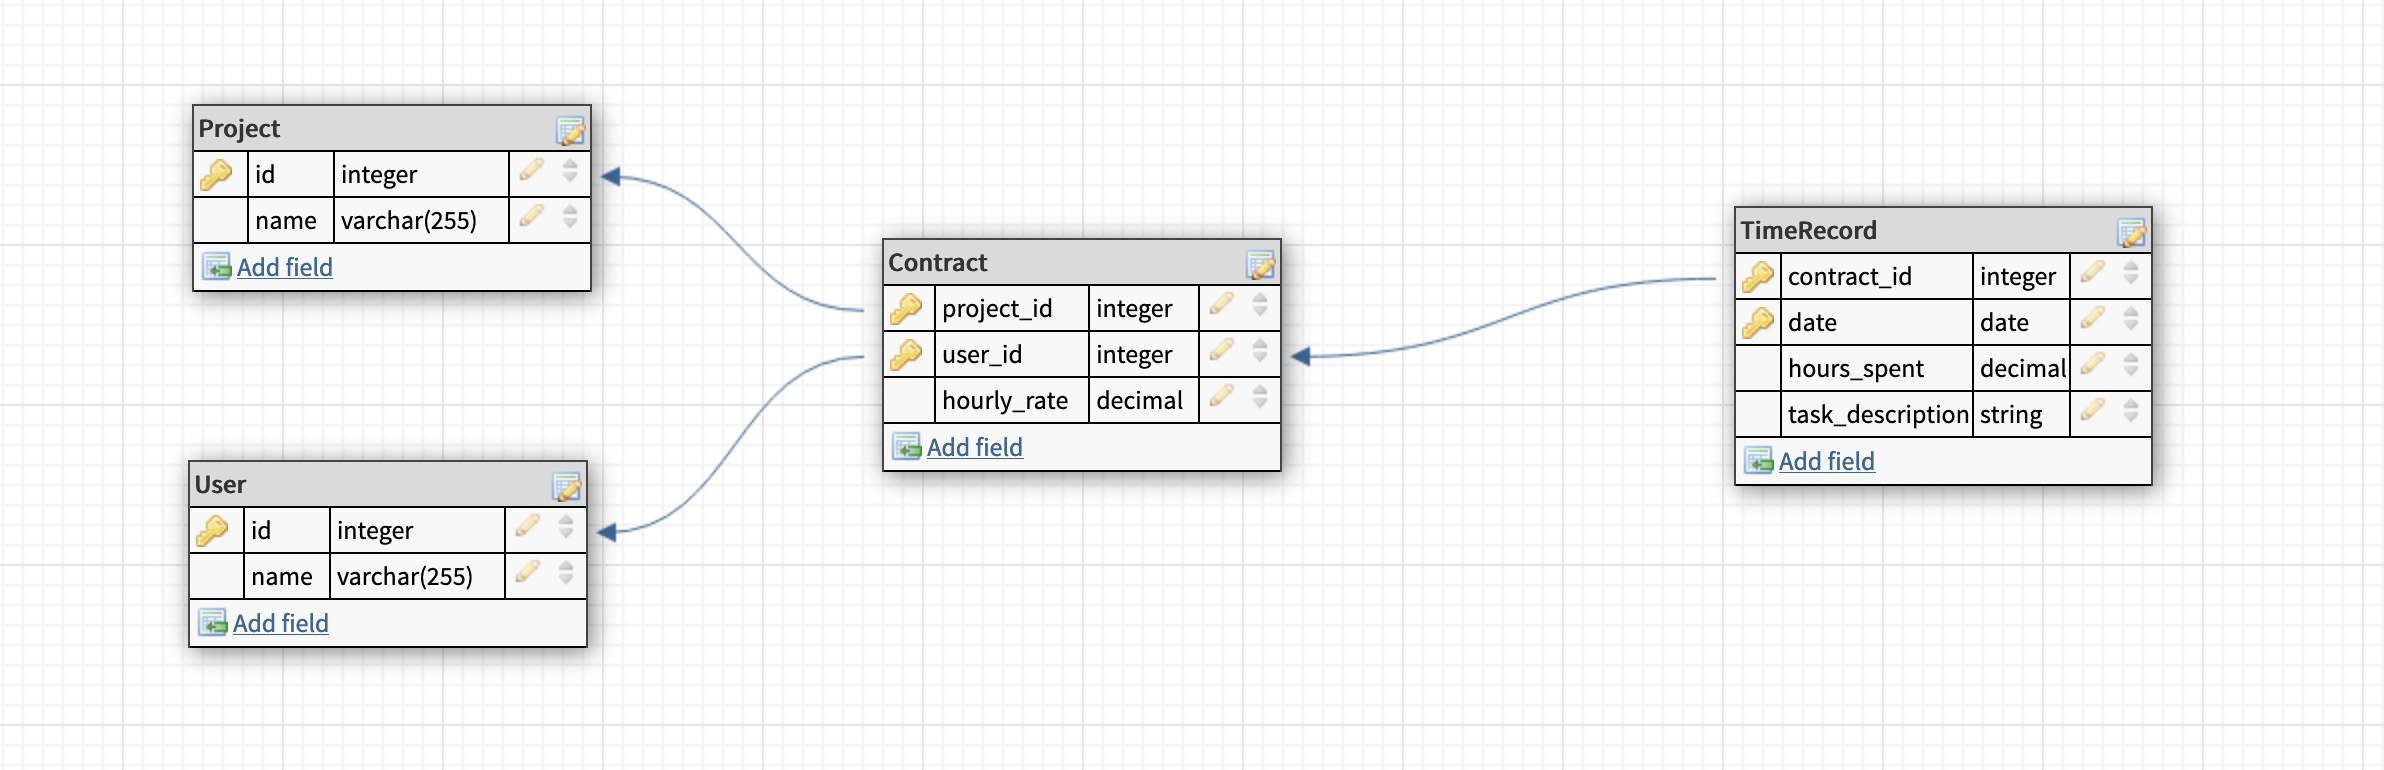 Project
id integer
name varchar(255)
Add field
User
id integer
name varchar(255)
Add field
Contract
project_id integer
user_id integer
hourly_rate decimal
Add field
TimeRecord
contract_id integer
date date
hours_spent decimal
task_description string
Add field